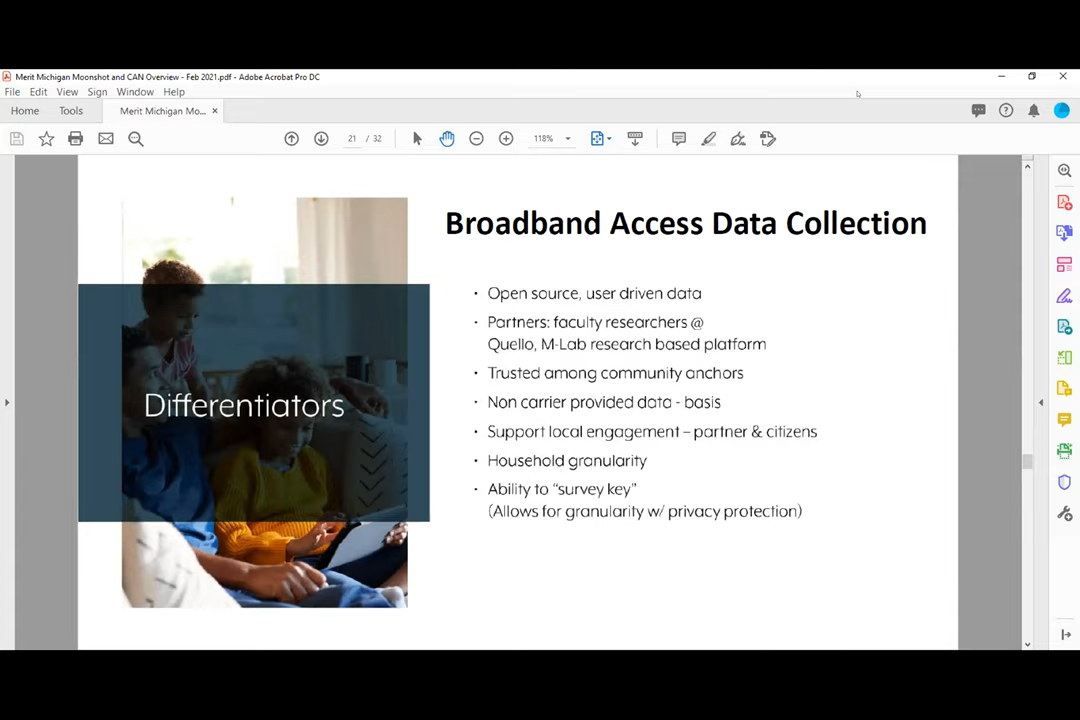 Merit Michigan Moonshot and CAN Overview - Feb 2021.pdf - Adobe Acrobat Pro DC
File Edit View Sign Window Help
Home Tools Merit Michigan Mo... ×
21 / 32 118%
Broadband Access Data Collection
Differentiators
• Open source, user driven data
• Partners: faculty researchers @
Quello, M-Lab research based platform
• Trusted among community anchors
• Non carrier provided data - basis
• Support local engagement – partner & citizens
• Household granularity
• Ability to “survey key”
(Allows for granularity w/ privacy protection)